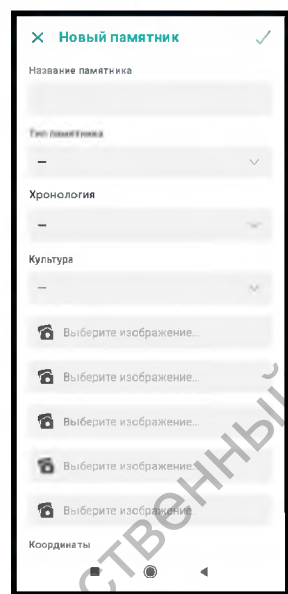 Новый памятник
Название памятника
Тип памятника
—
Хронология
—
Культура
—
Выберите изображение...
Выберите изображение...
Выберите изображение...
Выберите изображение...
Выберите изображение...
Координаты
ственный